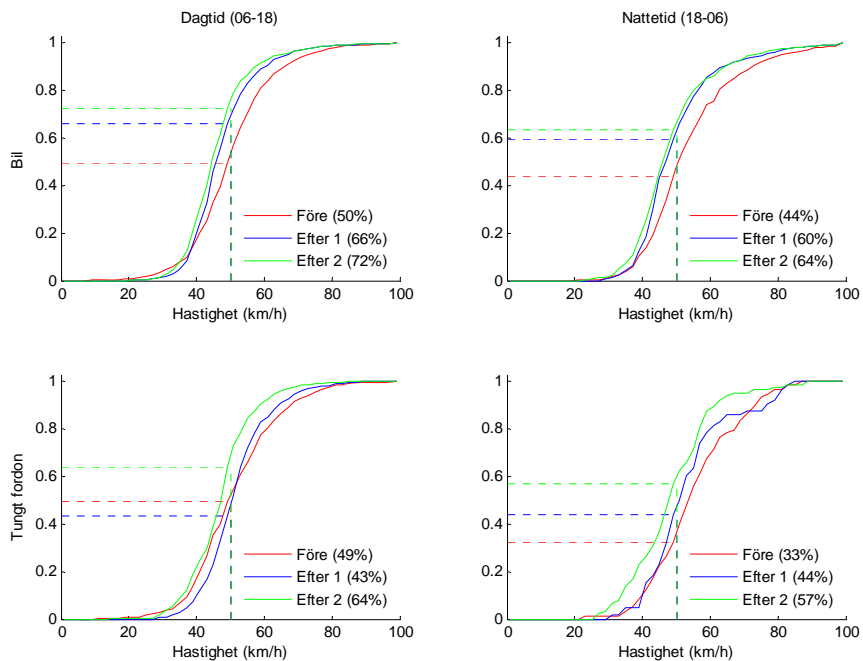 Dagtid (06-18)
Nattetid (18-06)
Bil
1
0.8
0.6
0.4
0.2
0
0 20 40 60 80 100
Hastighet (km/h)
Före (50%)
Efter 1 (66%)
Efter 2 (72%)
1
0.8
0.6
0.4
0.2
0
0 20 40 60 80 100
Hastighet (km/h)
Före (44%)
Efter 1 (60%)
Efter 2 (64%)
Tungt fordon
1
0.8
0.6
0.4
0.2
0
0 20 40 60 80 100
Hastighet (km/h)
Före (49%)
Efter 1 (43%)
Efter 2 (64%)
1
0.8
0.6
0.4
0.2
0
0 20 40 60 80 100
Hastighet (km/h)
Före (33%)
Efter 1 (44%)
Efter 2 (57%)